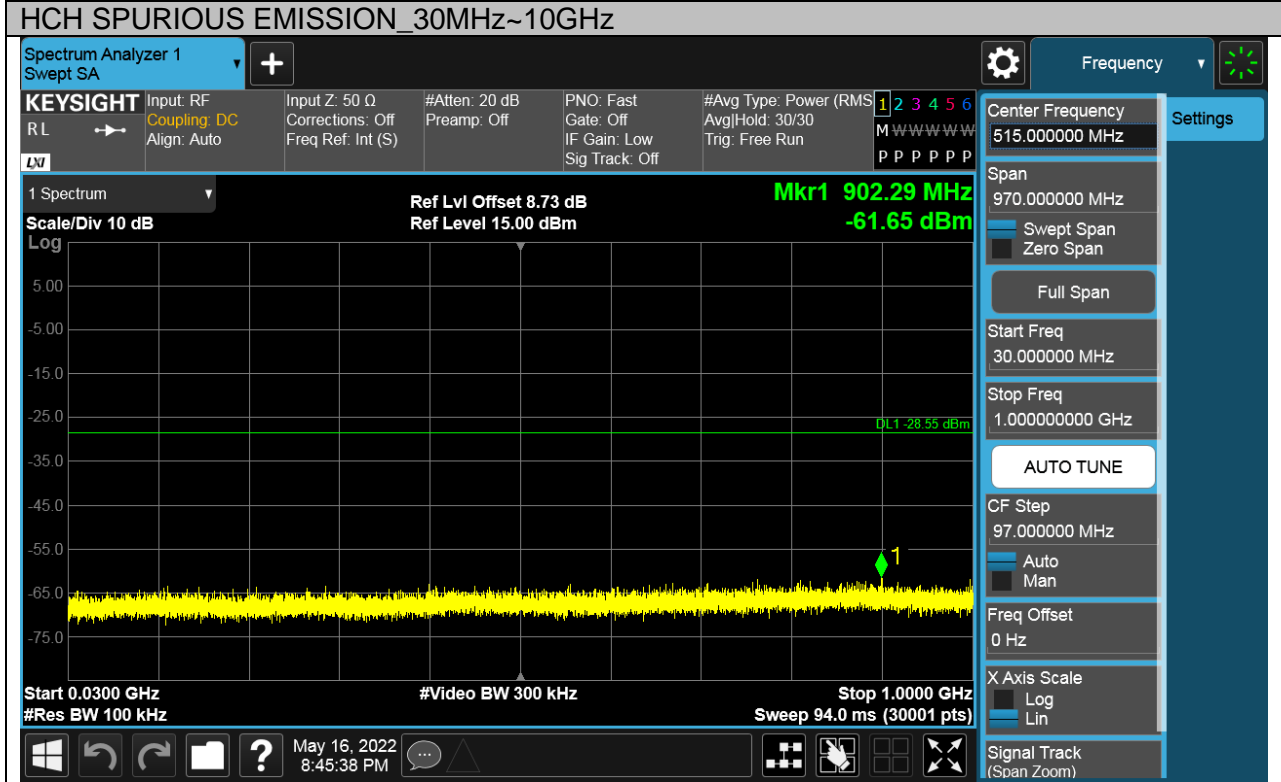 HCH SPURIOUS EMISSION_30MHz~10GHz
Spectrum Analyzer 1
Swept SA
Frequency
KEYSIGHT
RL
LXI
Input: RF
Coupling: DC
Align: Auto
Input Z: 50 Ω
Corrections: Off
Freq Ref: Int (S)
#Atten: 20 dB
Preamp: Off
PNO: Fast
Gate: Off
IF Gain: Low
Sig Track: Off
#Avg Type: Power (RMS
Avg|Hold: 30/30
Trig: Free Run
1 2 3 4 5 6
M W W W W W
P P P P P P
1 Spectrum
Scale/Div 10 dB
Log
Ref Lvl Offset 8.73 dB
Ref Level 15.00 dBm
Mkr1 902.29 MHz
-61.65 dBm
5.00
-5.00
-15.0
-25.0
DL1 -28.55 dBm
-35.0
-45.0
-55.0
1
-65.0
-75.0
Start 0.0300 GHz
#Res BW 100 kHz
#Video BW 300 kHz
Stop 1.0000 GHz
Sweep 94.0 ms (30001 pts)
May 16, 2022
8:45:38 PM
Center Frequency
515.000000 MHz
Settings
Span
970.000000 MHz
Swept Span
Zero Span
Full Span
Start Freq
30.000000 MHz
Stop Freq
1.000000000 GHz
AUTO TUNE
CF Step
97.000000 MHz
Auto
Man
Freq Offset
0 Hz
X Axis Scale
Log
Lin
Signal Track
(Span Zoom)